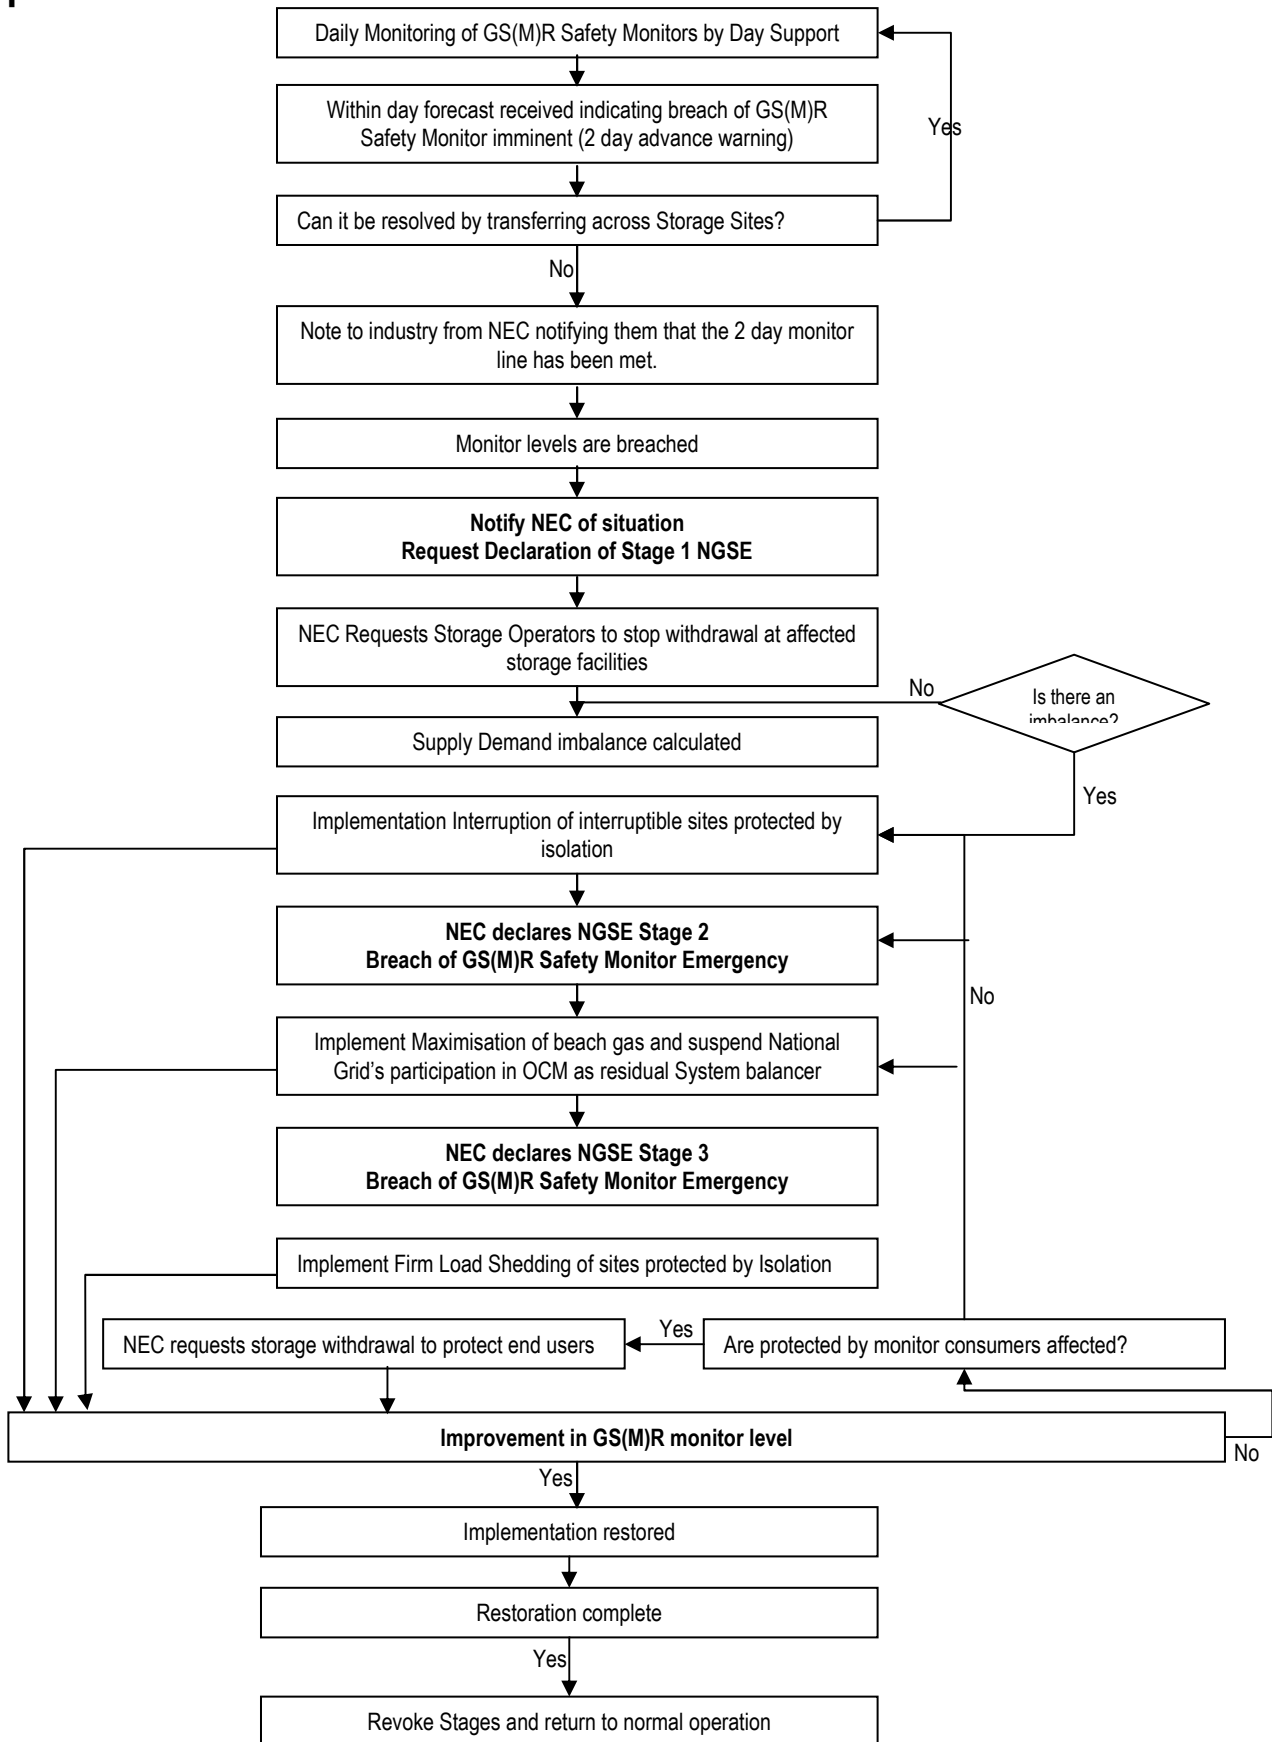 Daily Monitoring of GS(M)R Safety Monitors by Day Support
Within day forecast received indicating breach of GS(M)R
Safety Monitor imminent (2 day advance warning)
Yes
Can it be resolved by transferring across Storage Sites?
No
Note to industry from NEC notifying them that the 2 day monitor
line has been met.
Monitor levels are breached
Notify NEC of situation
Request Declaration of Stage 1 NGSE
NEC Requests Storage Operators to stop withdrawal at affected
storage facilities
No
Is there an
imbalance?
Supply Demand imbalance calculated
Yes
Implementation Interruption of interruptible sites protected by
isolation
NEC declares NGSE Stage 2
Breach of GS(M)R Safety Monitor Emergency
No
Implement Maximisation of beach gas and suspend National
Grid's participation in OCM as residual System balancer
NEC declares NGSE Stage 3
Breach of GS(M)R Safety Monitor Emergency
Implement Firm Load Shedding of sites protected by Isolation
NEC requests storage withdrawal to protect end users
Yes
Are protected by monitor consumers affected?
Improvement in GS(M)R monitor level
No
Yes
Implementation restored
Restoration complete
Yes
Revoke Stages and return to normal operation